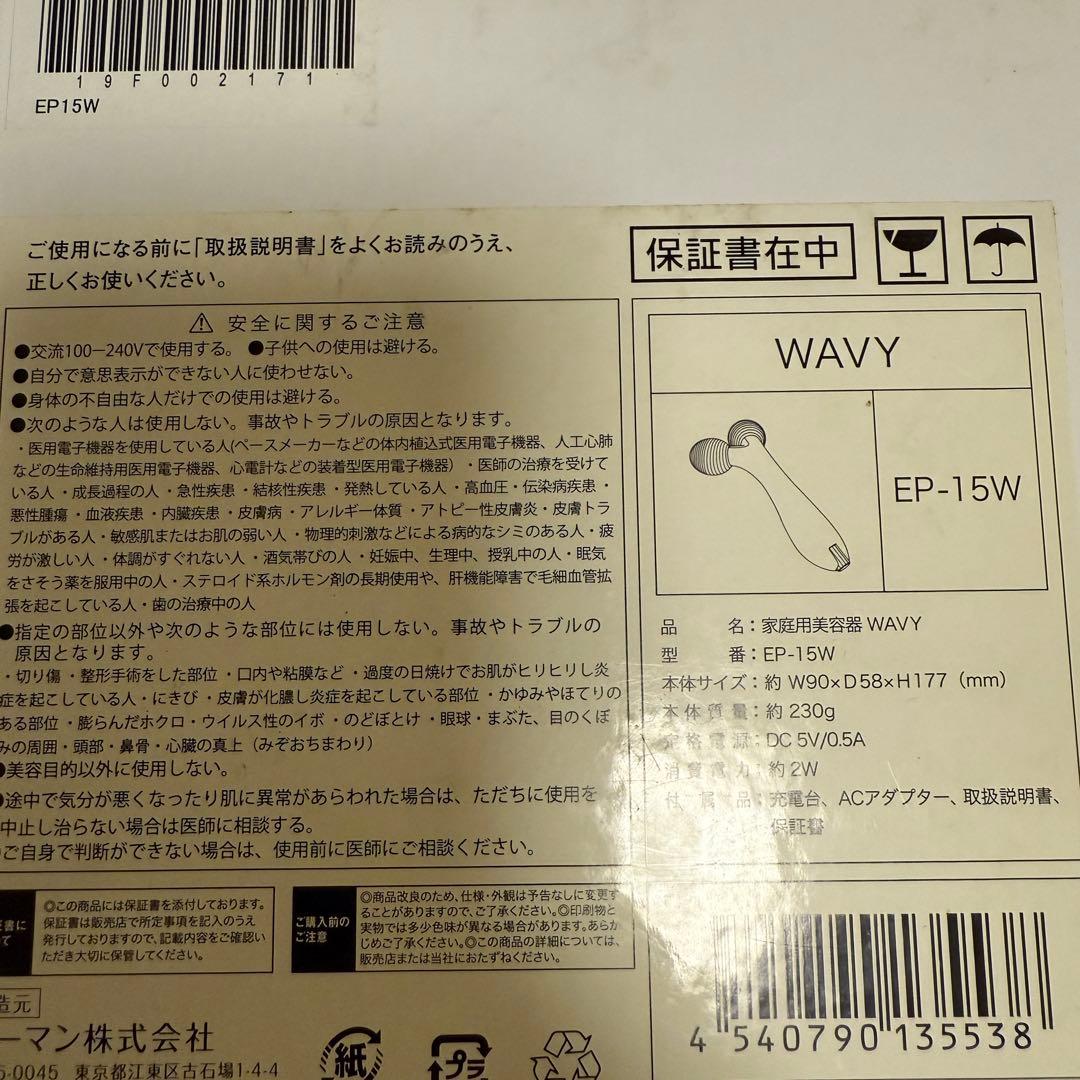 19F002171
EP15W
ご使用になる前に「取扱説明書」をよくお読みのうえ、
正しくお使いください。
保証書在中
安全に関するご注意
●交流100−240Vで使用する。 ●子供への使用は避ける。
●自分で意思表示ができない人に使わせない。
●身体の不自由な人だけでの使用は避ける。
●次のような人は使用しない。事故やトラブルの原因となります。
・医用電子機器を使用している人(ペースメーカーなどの体内植込式医用電子機器、人工心肺
などの生命維持用医用電子機器、心電計などの装着型医用電子機器）・医師の治療を受けて
いる人・成長過程の人・急性疾患・結核性疾患・発熱している人・高血圧・伝染病疾患・
悪性腫瘍・血液疾患・内臓疾患・皮膚病・アレルギー体質・アトピー性皮膚炎・皮膚トラ
ブルがある人・敏感肌またはお肌の弱い人・物理的刺激などによる病的なシミのある人・疲
労が激しい人・体調がすぐれない人・酒気帯びの人・妊娠中、生理中、授乳中の人・眠気
をさそう薬を服用中の人・ステロイド系ホルモン剤の長期使用や、肝機能障害で毛細血管拡
張を起こしている人・歯の治療中の人
●指定の部位以外や次のような部位には使用しない。事故やトラブルの
原因となります。
・切り傷・整形手術をした部位・口内や粘膜など・過度の日焼けでお肌がヒリヒリし炎
症を起こしている人・にきび・皮膚が化膿し炎症を起こしている部位・かゆみやほてりの
ある部位・膨らんだホクロ・ウイルス性のイボ・のどぼとけ・眼球・まぶた、目のくぼ
みの周囲・頭部・鼻骨・心臓の真上（みぞおちまわり）
●美容目的以外に使用しない。
●途中で気分が悪くなったり肌に異常があらわれた場合は、ただちに使用を
中止し治らない場合は医師に相談する。
ご自身で判断ができない場合は、使用前に医師にご相談ください。
WAVY
EP-15W
品 名：家庭用美容器 WAVY
型 番：EP-15W
本体サイズ：約 W90×D58×H177（mm）
本体質量：約 230g
定格電源：DC 5V/0.5A
消費電力：約2W
付属品：充電台、ACアダプター、取扱説明書、
保証書
証書に
て
◎この商品には保証書を添付しております。
保証書は販売店で所定事項を記入のうえ
発行しておりますので、記載内容をご確認い
ただき大切に保管してください。
ご購入前の
ご注意
◎商品改良のため、仕様・外観は予告なしに変更す
ることがありますので、ご了承ください。◎印刷物と
実物では多少色味が異なる場合があります。あらか
じめご了承ください。◎この商品の詳細については、
販売店または当社におたずねください。
造元
ーマン株式会社
5-0045 東京都江東区古石場1-4-4
紙
プラ
4 540790 135538